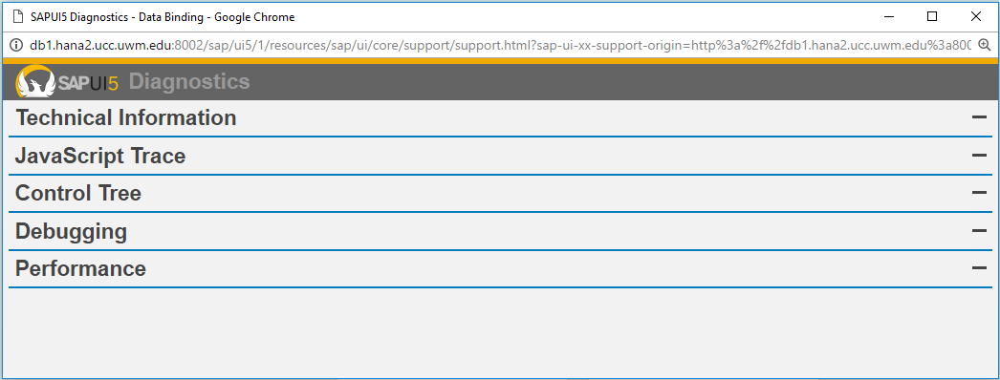 SAPUI5 Diagnostics - Data Binding - Google Chrome
db1.hana2.ucc.uwm.edu:8002/sap/ui5/1/resources/sap/ui/core/support/support.html?sap-ui-xx-support-origin=http%3a%2f%2fdb1.hana2.ucc.uwm.edu%3a800
SAPUI5 Diagnostics
Technical Information
JavaScript Trace
Control Tree
Debugging
Performance